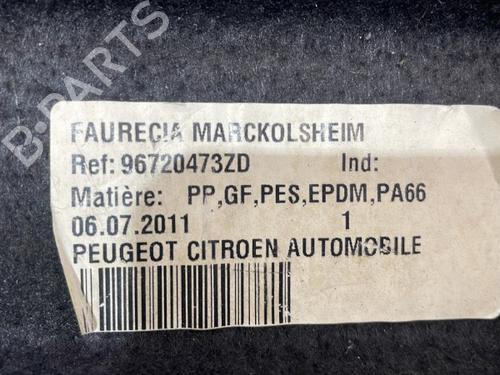 B-PARTS
FAURECIA MARCKOLSHEIM
Ref: 96720473ZD Ind:
Matière: PP,GF,PES,EPDM,PA66
06.07.2011 1
PEUGEOT CITROEN AUTOMOBILE